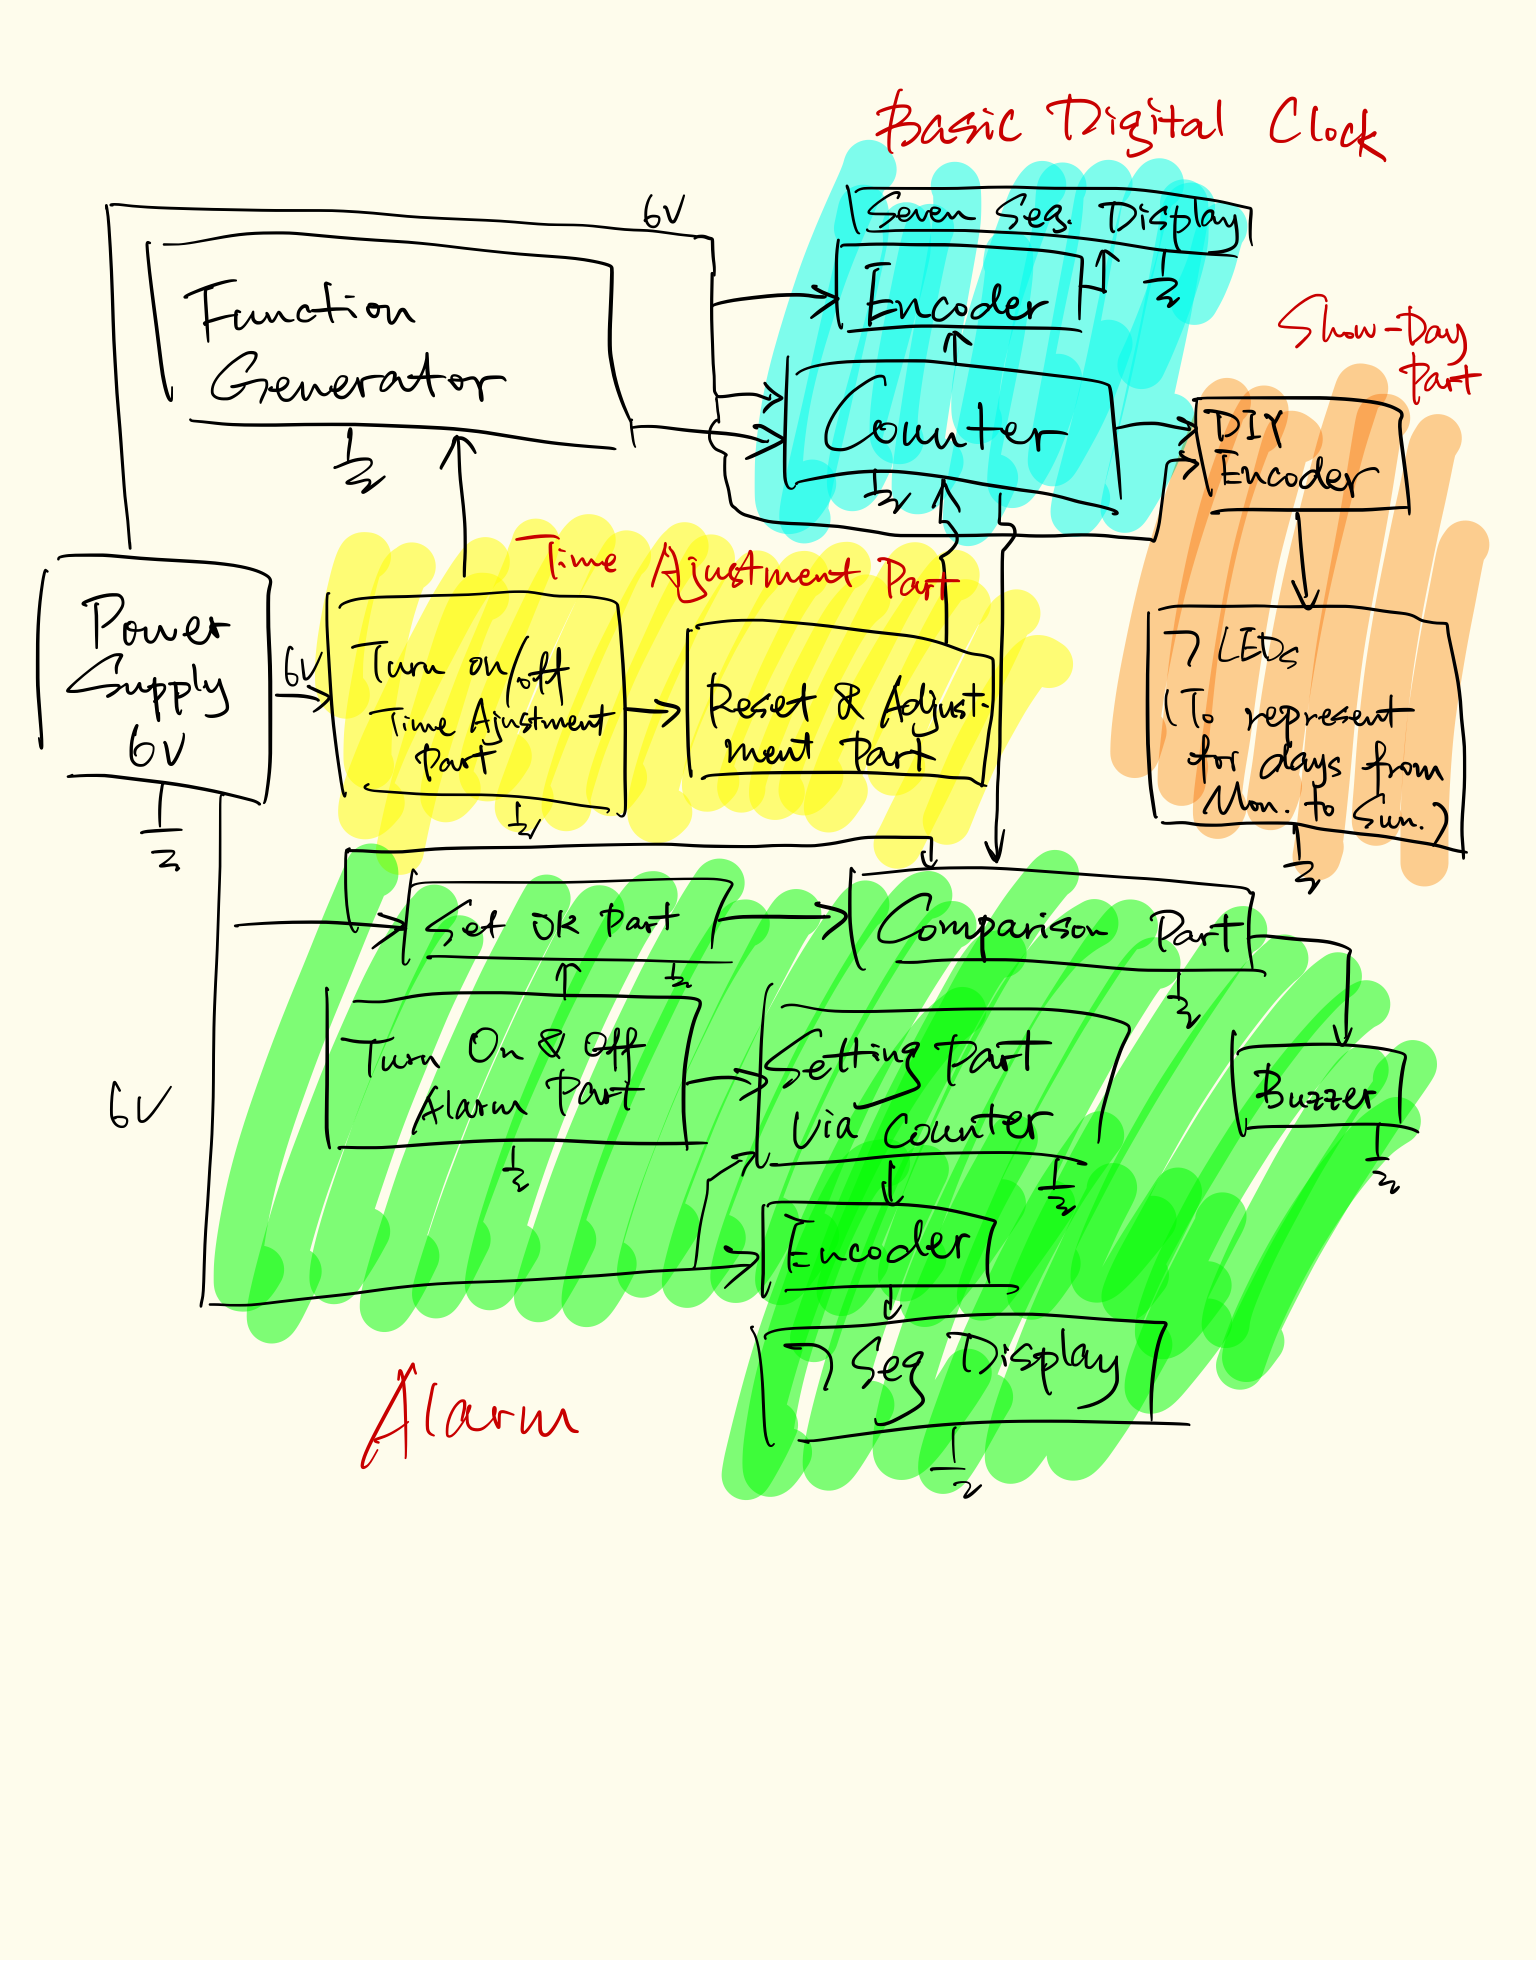 Basic Digital Clock
6V
Seven Seg. Display
Function
Generator
Encoder
Show-Day
Part
Counter
DIY
Encoder
Time Ajustment Part
Power
Supply
6V
6V
Turn on/off
Time Ajustment
Part
Reset & Adjust-
ment Part
7 LEDs
(To represent
for days from
Mon. to Sun.)
Set OK Part
Comparison Part
Turn On & Off
Alarm Part
Setting Part
Via Counter
Buzzer
6V
Encoder
7 Seg Display
Alarm